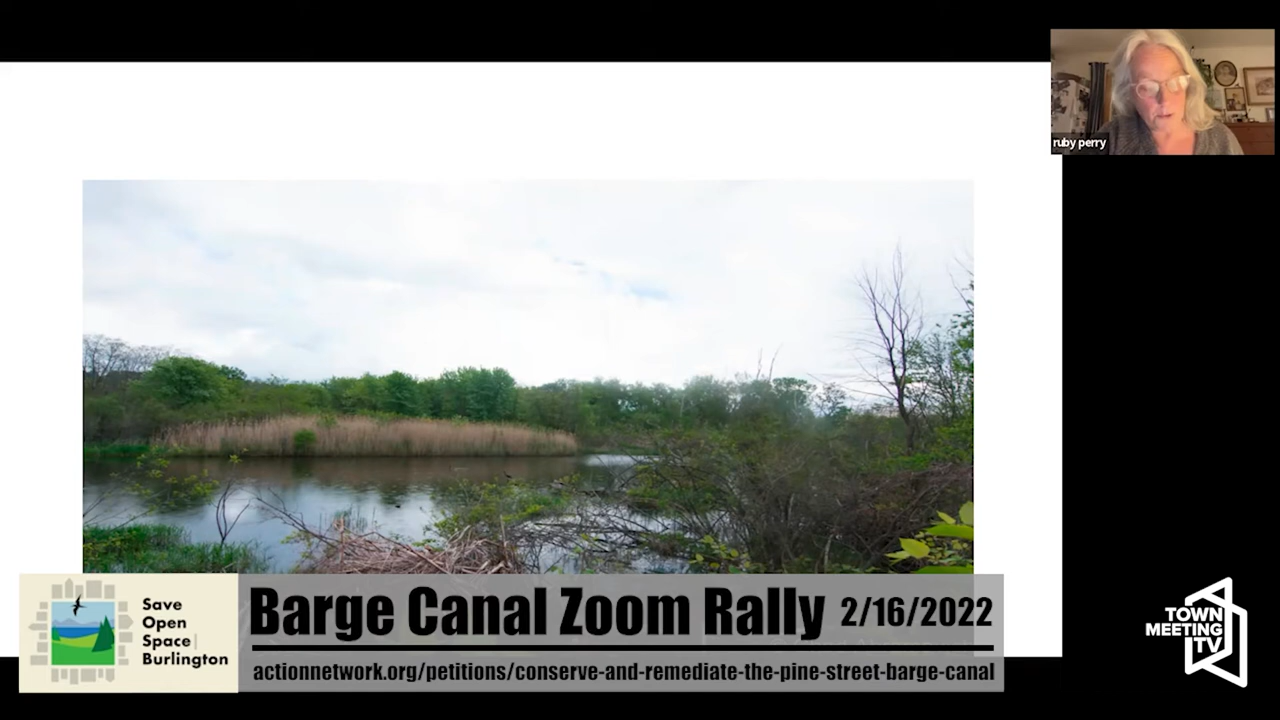 ruby perry
Save
Open
Space
Burlington
Barge Canal Zoom Rally 2/16/2022
actionnetwork.org/petitions/conserve-and-remediate-the-pine-street-barge-canal
TOWN
MEETING
TV